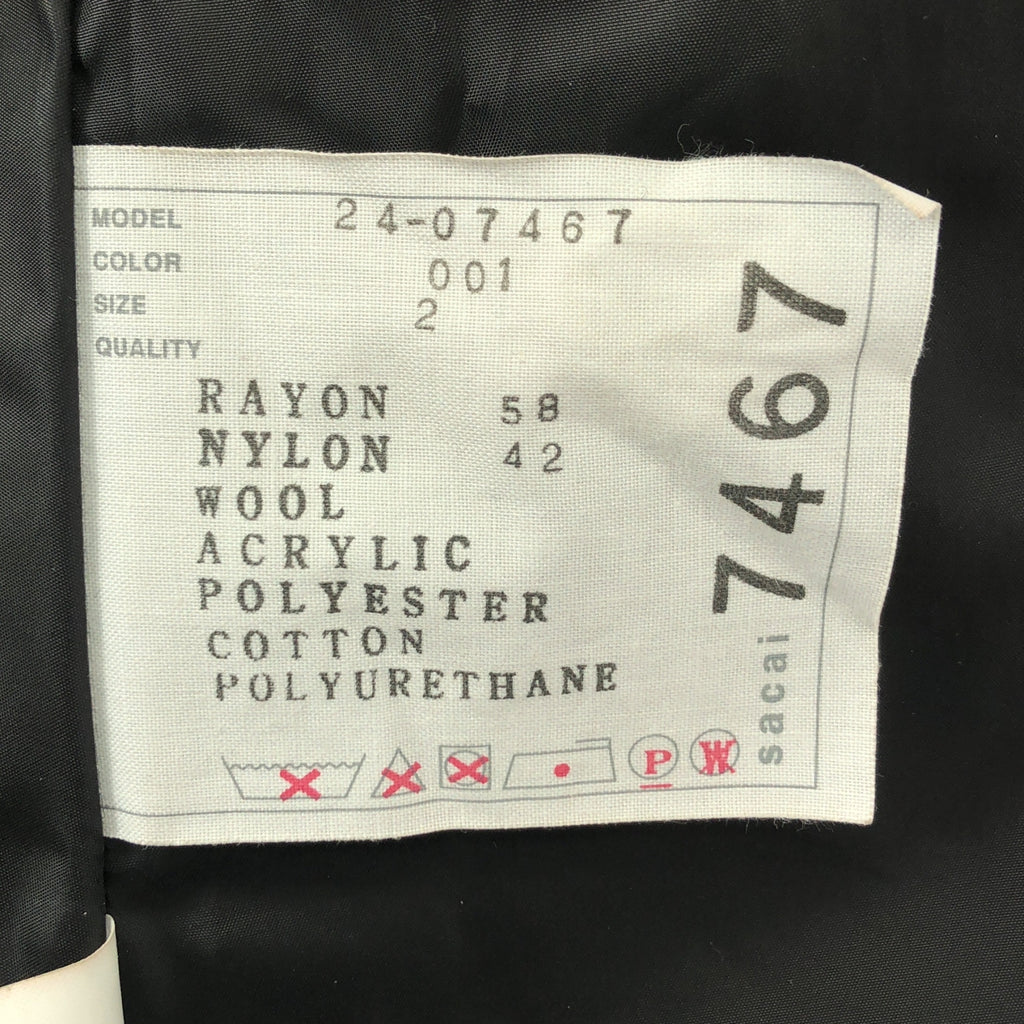 MODEL 24-07467
COLOR 001
SIZE 2
QUALITY
RAYON 58
NYLON 42
WOOL
ACRYLIC
POLYESTER
COTTON
POLYURETHANE
P W
sacai 7467